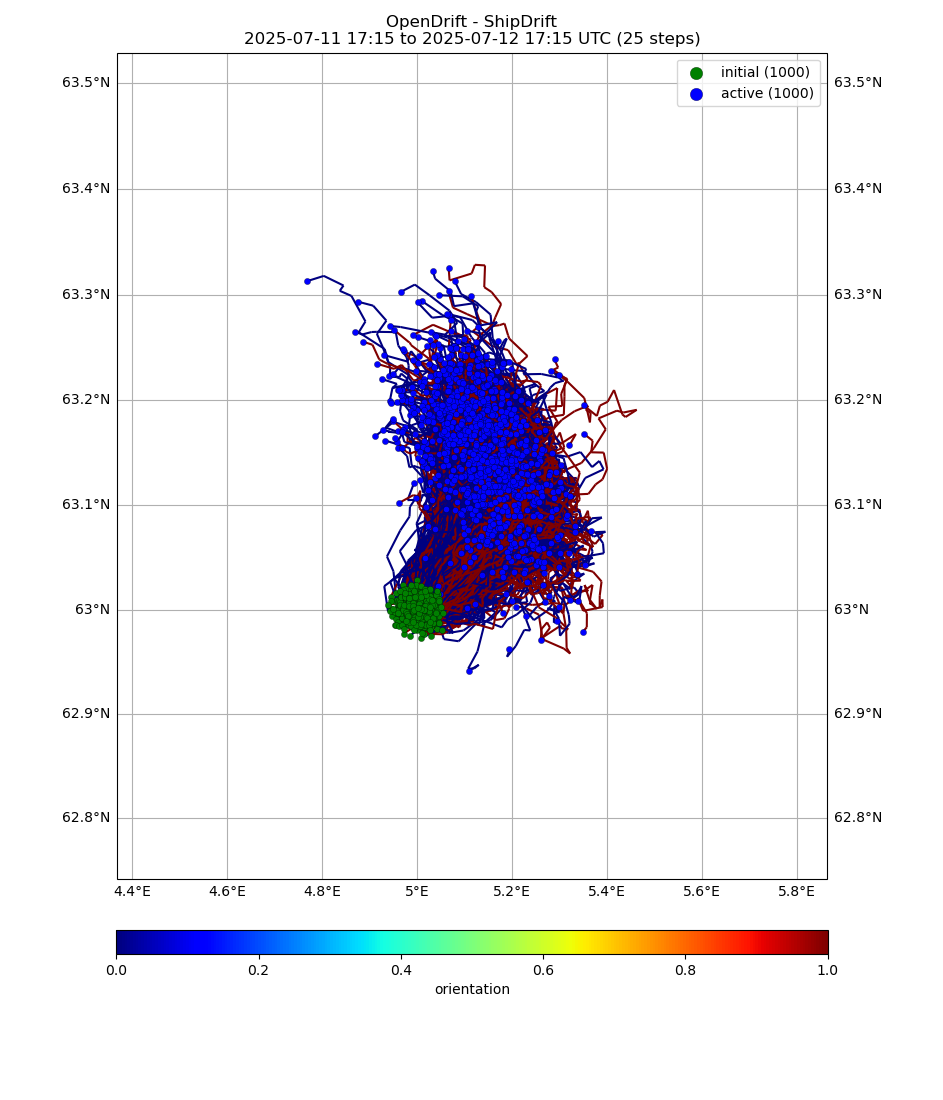 OpenDrift - ShipDrift
2025-07-11 17:15 to 2025-07-12 17:15 UTC (25 steps)
initial (1000)
active (1000)
63.5°N 63.5°N
63.4°N 63.4°N
63.3°N 63.3°N
63.2°N 63.2°N
63.1°N 63.1°N
63°N 63°N
62.9°N 62.9°N
62.8°N 62.8°N
4.4°E 4.6°E 4.8°E 5°E 5.2°E 5.4°E 5.6°E 5.8°E
0.0 0.2 0.4 0.6 0.8 1.0
orientation